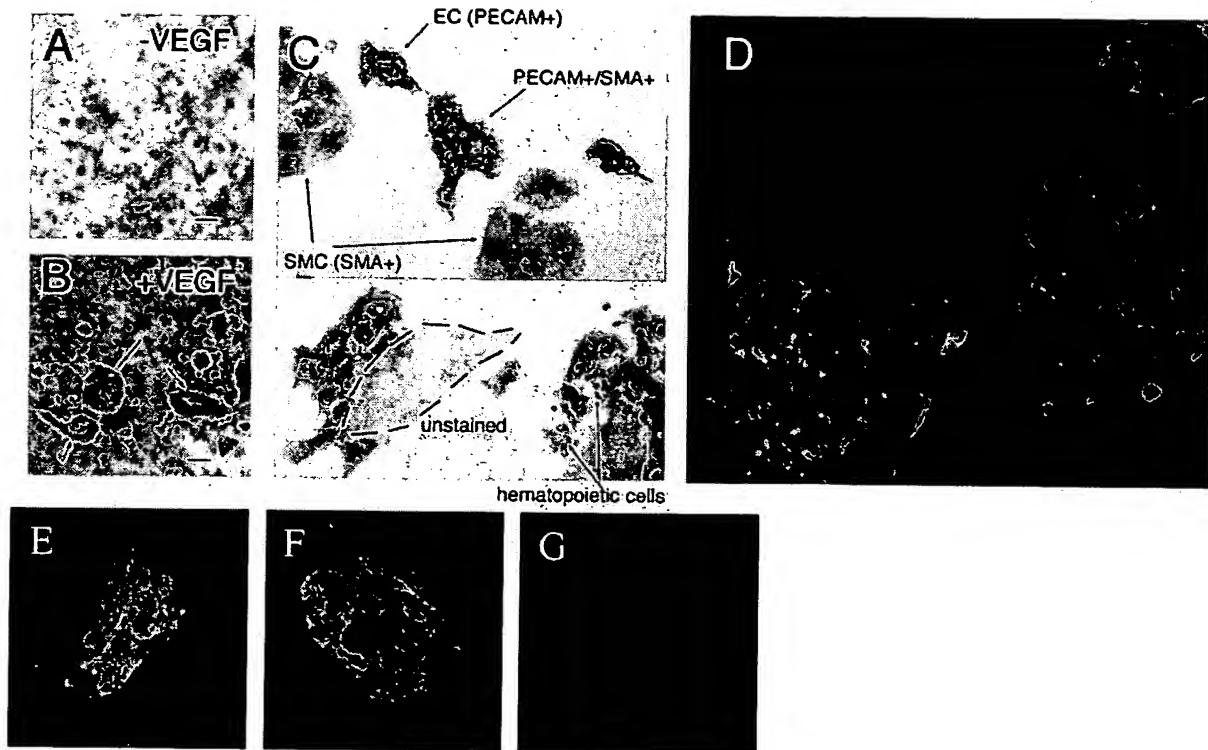 A -VEGF
C
EC (PECAM+)
PECAM+/SMA+
SMC (SMA+)
D
B +VEGF
unstained
hematopoietic cells
E
F
G